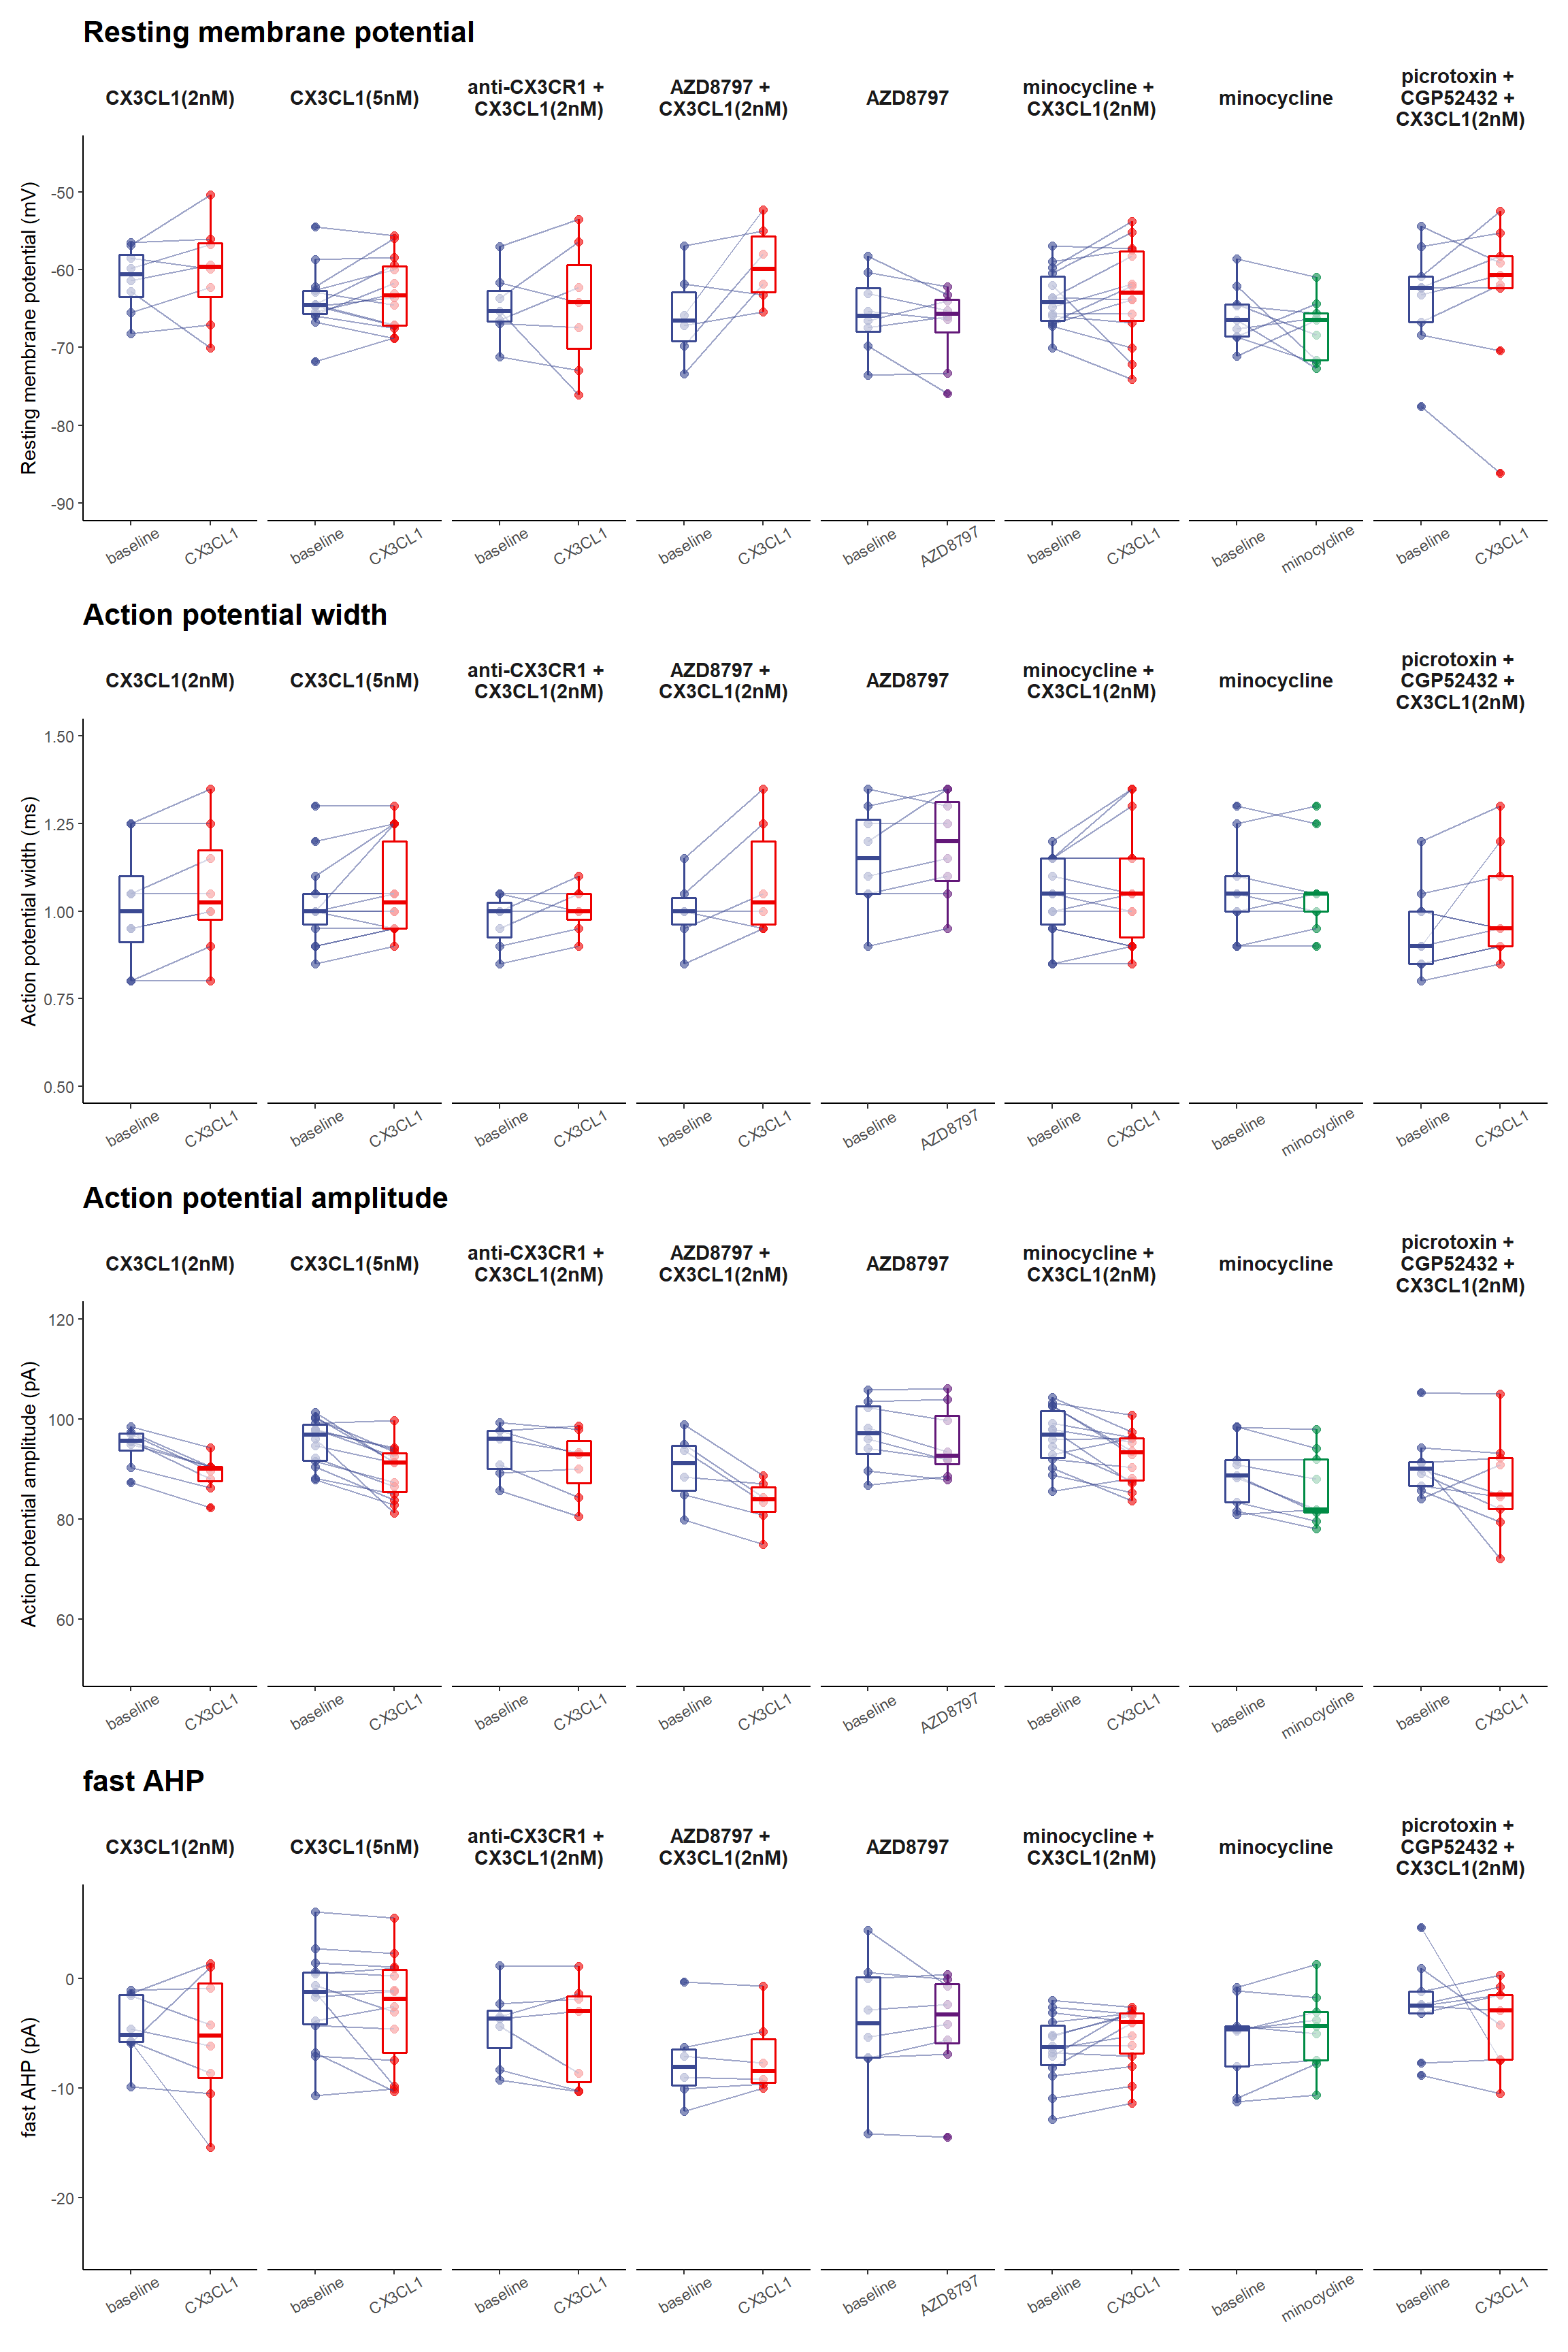 Resting membrane potential
CX3CL1(2nM)
CX3CL1(5nM)
anti-CX3CR1 +
CX3CL1(2nM)
AZD8797 +
CX3CL1(2nM)
AZD8797
minocycline +
CX3CL1(2nM)
minocycline
picrotoxin +
CGP52432 +
CX3CL1(2nM)
Resting membrane potential (mV)
-50
-60
-70
-80
-90
baseline
CX3CL1
baseline
CX3CL1
baseline
CX3CL1
baseline
CX3CL1
baseline
AZD8797
baseline
CX3CL1
baseline
minocycline
baseline
CX3CL1
Action potential width
CX3CL1(2nM)
CX3CL1(5nM)
anti-CX3CR1 +
CX3CL1(2nM)
AZD8797 +
CX3CL1(2nM)
AZD8797
minocycline +
CX3CL1(2nM)
minocycline
picrotoxin +
CGP52432 +
CX3CL1(2nM)
Action potential width (ms)
1.50
1.25
1.00
0.75
0.50
baseline
CX3CL1
baseline
CX3CL1
baseline
CX3CL1
baseline
CX3CL1
baseline
AZD8797
baseline
CX3CL1
baseline
minocycline
baseline
CX3CL1
Action potential amplitude
CX3CL1(2nM)
CX3CL1(5nM)
anti-CX3CR1 +
CX3CL1(2nM)
AZD8797 +
CX3CL1(2nM)
AZD8797
minocycline +
CX3CL1(2nM)
minocycline
picrotoxin +
CGP52432 +
CX3CL1(2nM)
Action potential amplitude (pA)
120
100
80
60
baseline
CX3CL1
baseline
CX3CL1
baseline
CX3CL1
baseline
CX3CL1
baseline
AZD8797
baseline
CX3CL1
baseline
minocycline
baseline
CX3CL1
fast AHP
CX3CL1(2nM)
CX3CL1(5nM)
anti-CX3CR1 +
CX3CL1(2nM)
AZD8797 +
CX3CL1(2nM)
AZD8797
minocycline +
CX3CL1(2nM)
minocycline
picrotoxin +
CGP52432 +
CX3CL1(2nM)
fast AHP (pA)
0
-10
-20
baseline
CX3CL1
baseline
CX3CL1
baseline
CX3CL1
baseline
CX3CL1
baseline
AZD8797
baseline
CX3CL1
baseline
minocycline
baseline
CX3CL1